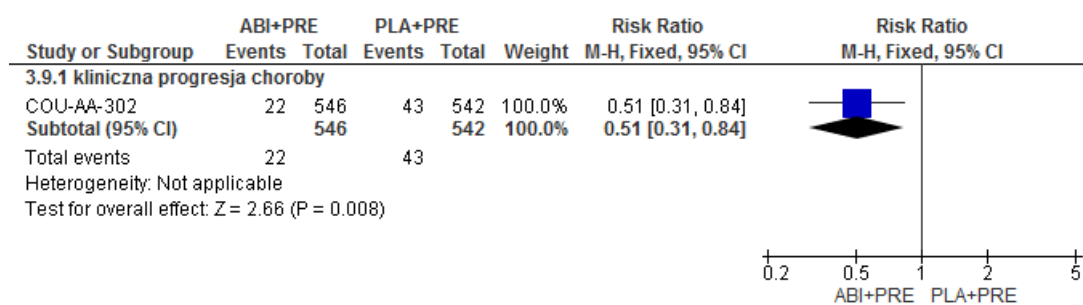 ABI+PRE PLA+PRE Risk Ratio Risk Ratio
Study or Subgroup Events Total Events Total Weight M-H, Fixed, 95% CI M-H, Fixed, 95% CI
3.9.1 kliniczna progresja choroby
COU-AA-302 22 546 43 542 100.0% 0.51 [0.31, 0.84]
Subtotal (95% CI) 546 542 100.0% 0.51 [0.31, 0.84]
Total events 22 43
Heterogeneity: Not applicable
Test for overall effect: Z = 2.66 (P = 0.008)
0.2 0.5 1 2 5
ABI+PRE PLA+PRE